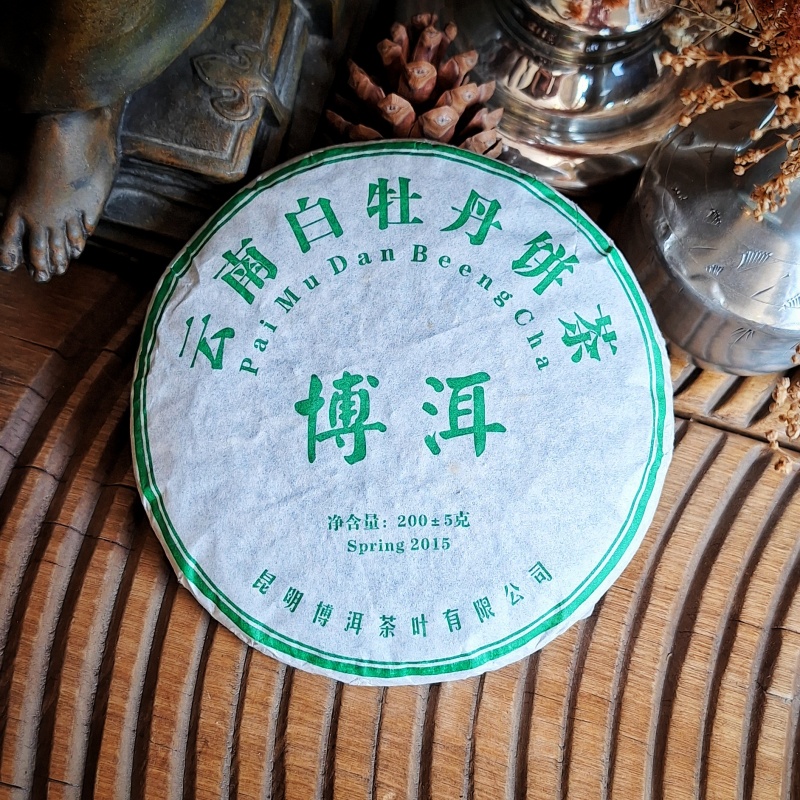 云南白牡丹饼茶
Pai Mu Dan Beeng Cha
博洱
净含量：200±5克
Spring 2015
昆明博洱茶叶有限公司